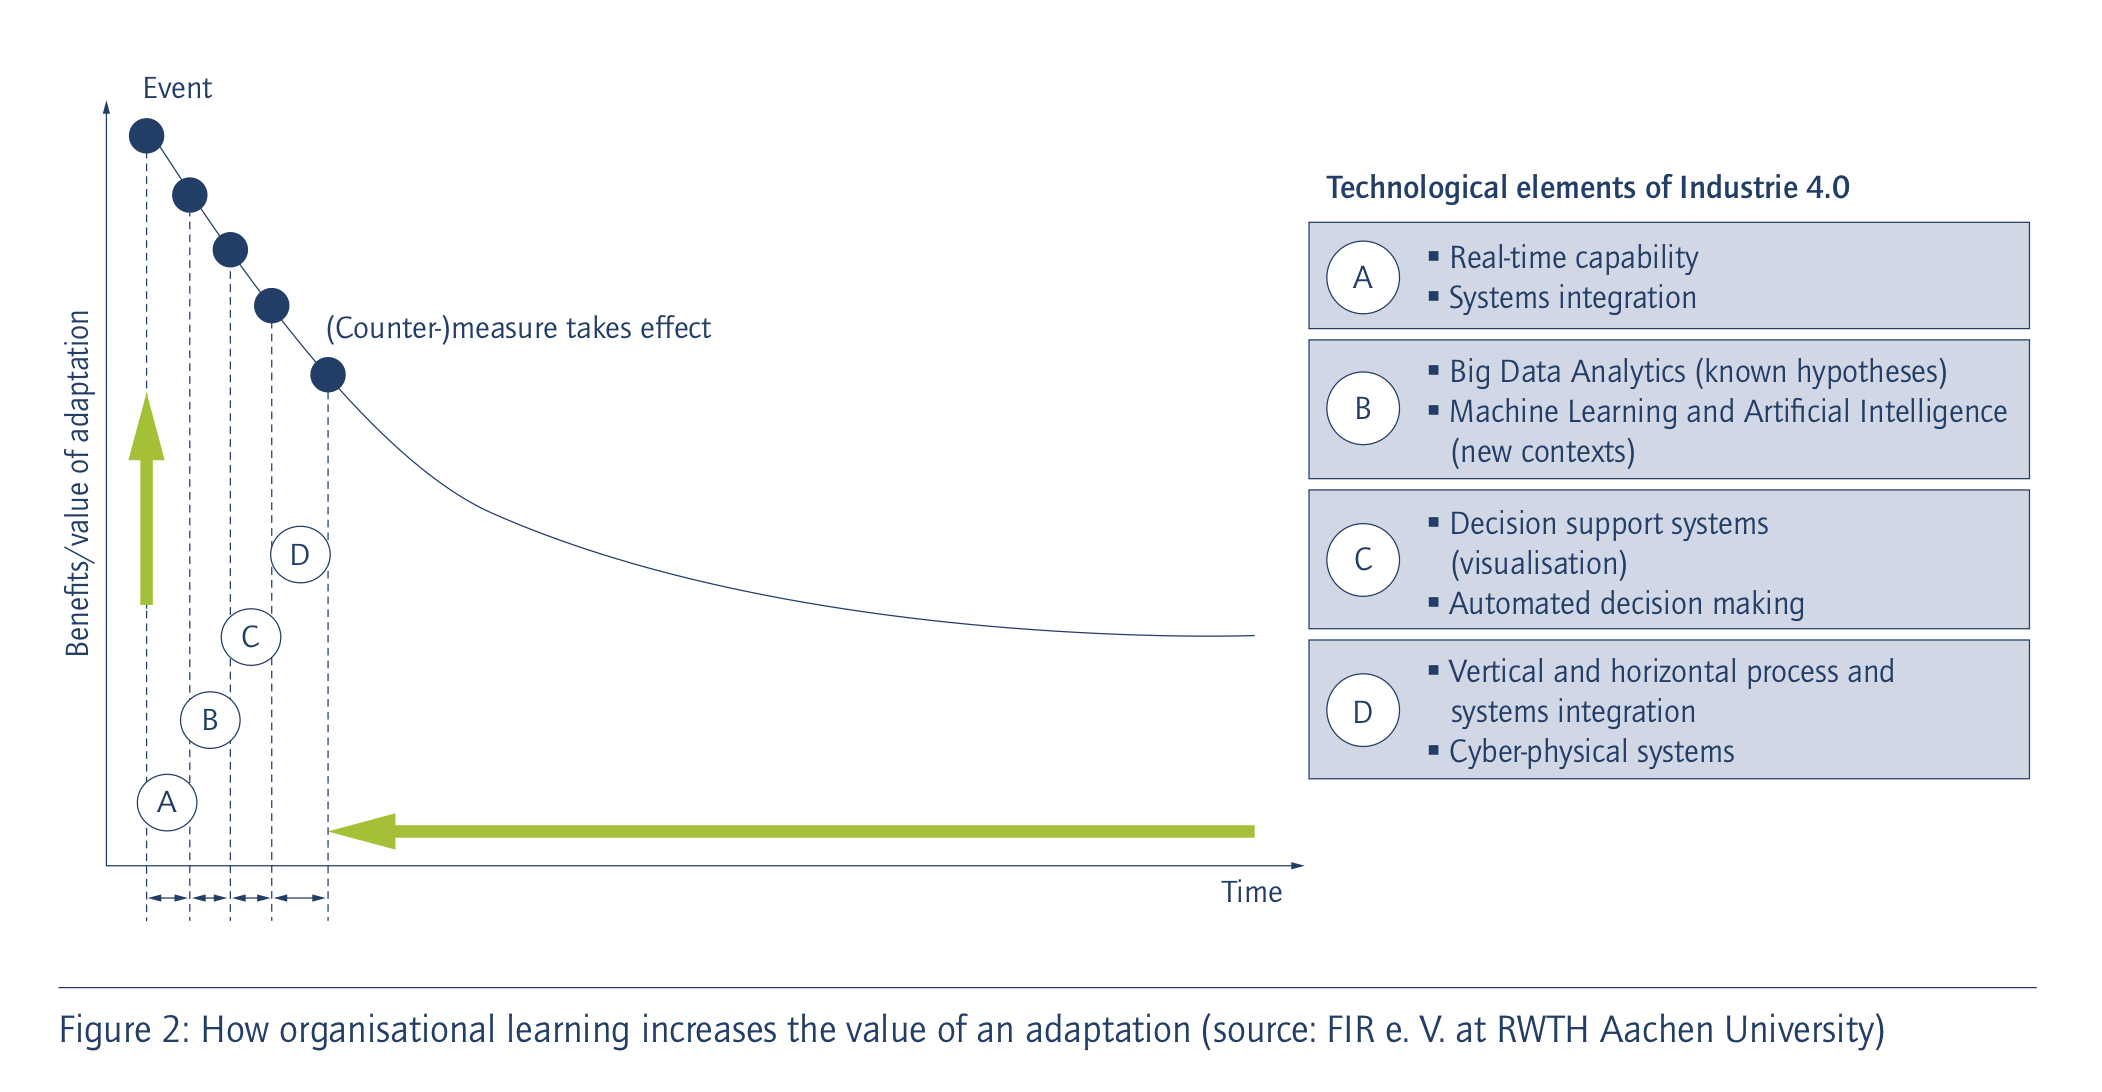 Event
Benefits/value of adaptation
(Counter-)measure takes effect
D
C
B
A
Time
Technological elements of Industrie 4.0
A
▪ Real-time capability
▪ Systems integration
B
▪ Big Data Analytics (known hypotheses)
▪ Machine Learning and Artificial Intelligence
(new contexts)
C
▪ Decision support systems
(visualisation)
▪ Automated decision making
D
▪ Vertical and horizontal process and
systems integration
▪ Cyber-physical systems
Figure 2: How organisational learning increases the value of an adaptation (source: FIR e. V. at RWTH Aachen University)